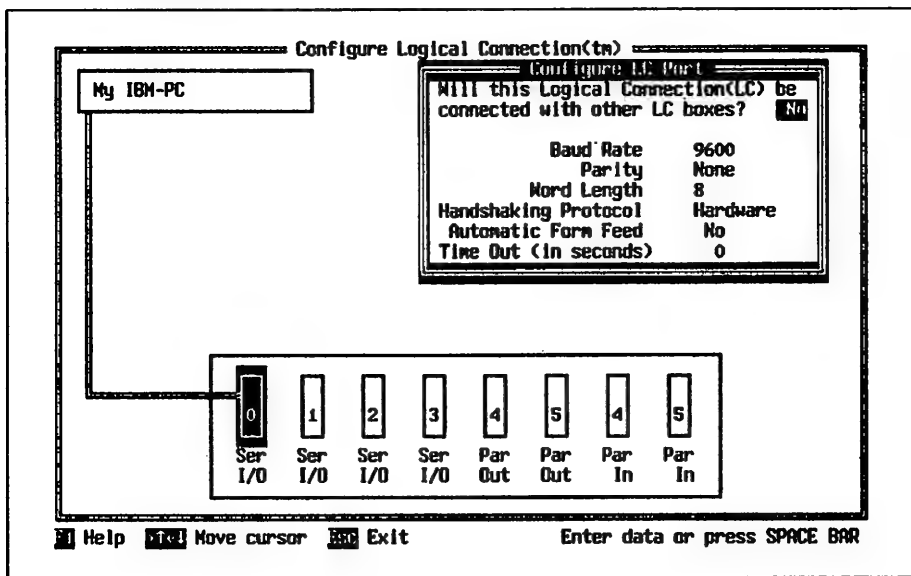 Configure Logical Connection(tm)
My IBM-PC
Configure LC Port
Will this Logical Connection(LC) be
connected with other LC boxes? No
Baud Rate 9600
Parity None
Word Length 8
Handshaking Protocol Hardware
Automatic Form Feed No
Time Out (in seconds) 0
0 1 2 3 4 5 4 5
Ser Ser Ser Ser Par Par Par Par
I/O I/O I/O I/O Out Out In In
F1 Help Move cursor ESC Exit Enter data or press SPACE BAR